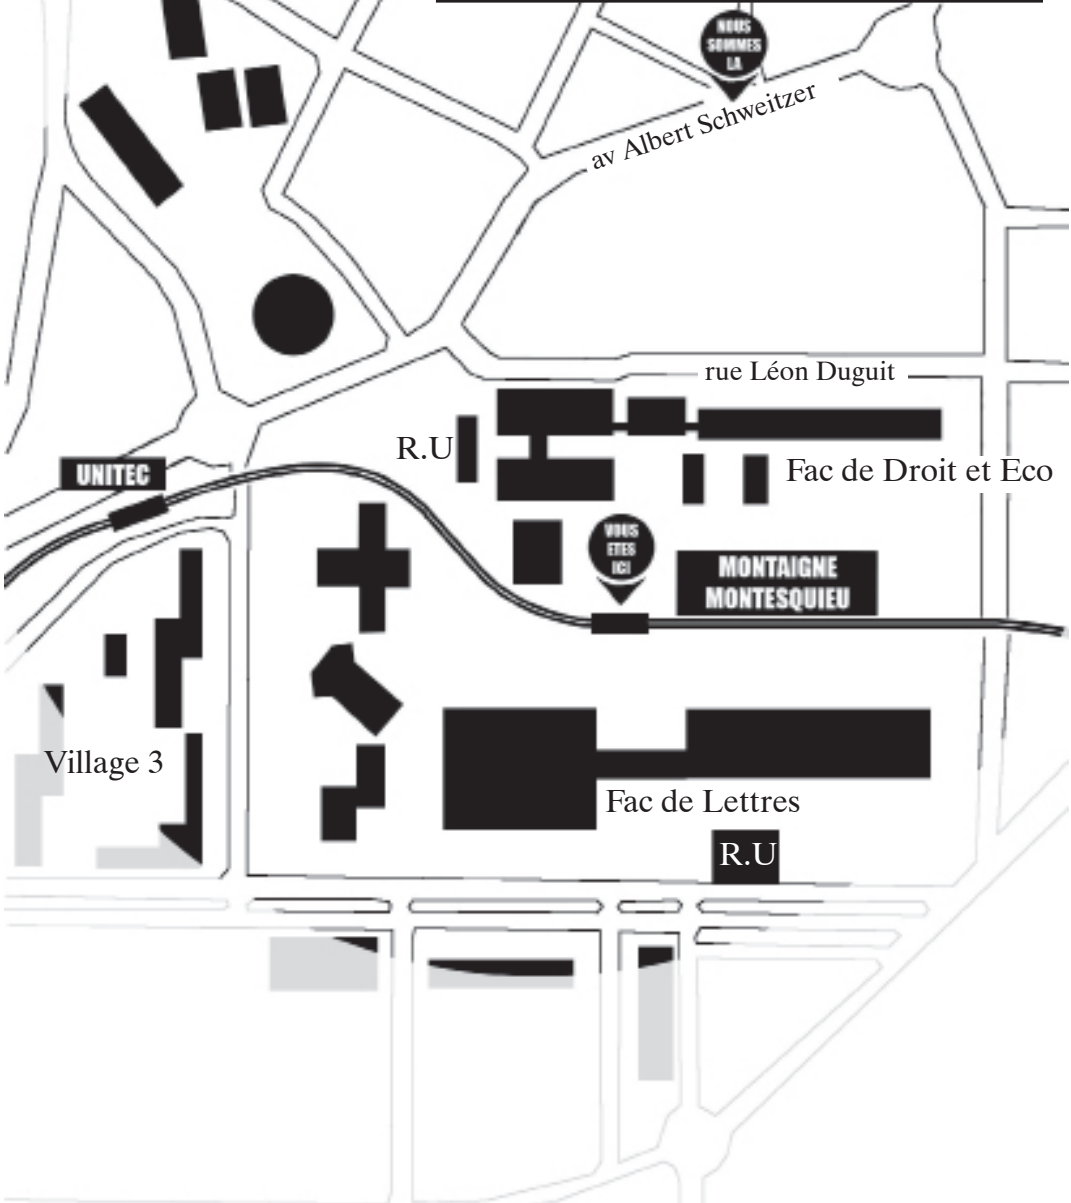 NOUS
SOMMES
LA
av Albert Schweitzer
rue Léon Duguit
R.U
UNITEC
Fac de Droit et Eco
VOUS
ETES
ICI
MONTAIGNE
MONTESQUIEU
Village 3
Fac de Lettres
R.U